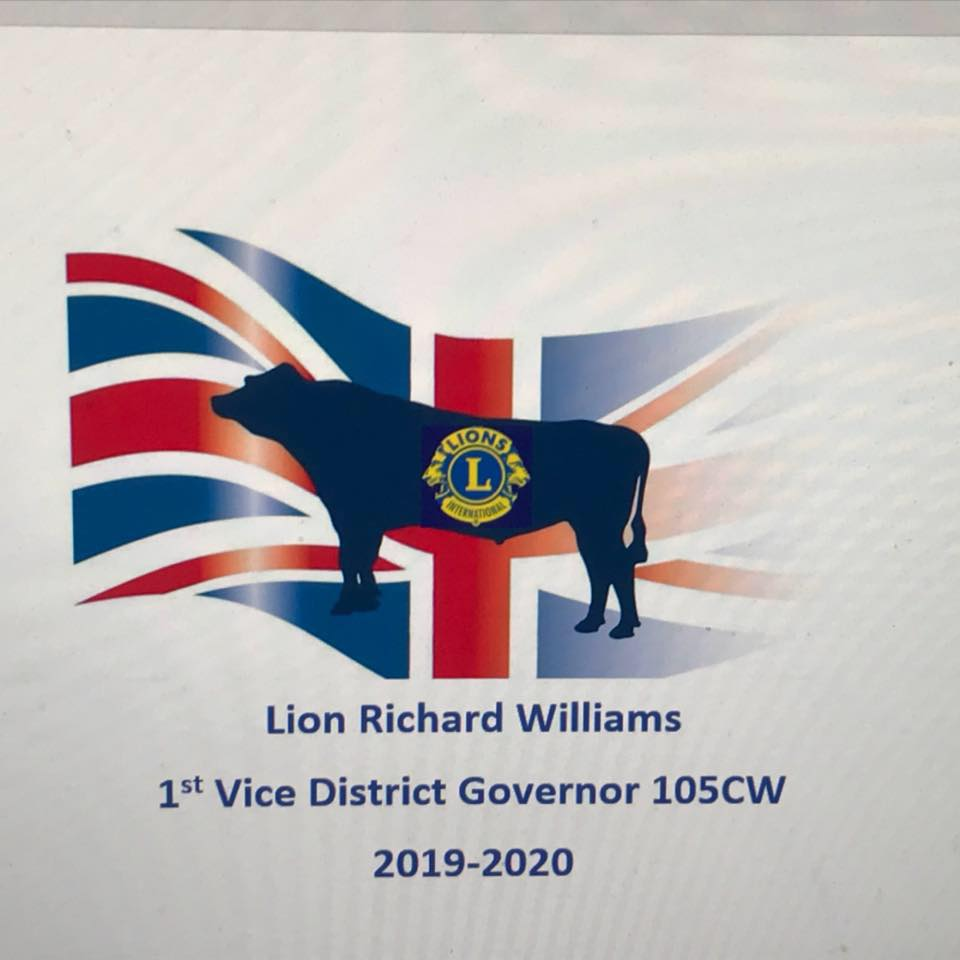 LIONS
L
INTERNATIONAL
Lion Richard Williams
1st Vice District Governor 105CW
2019-2020